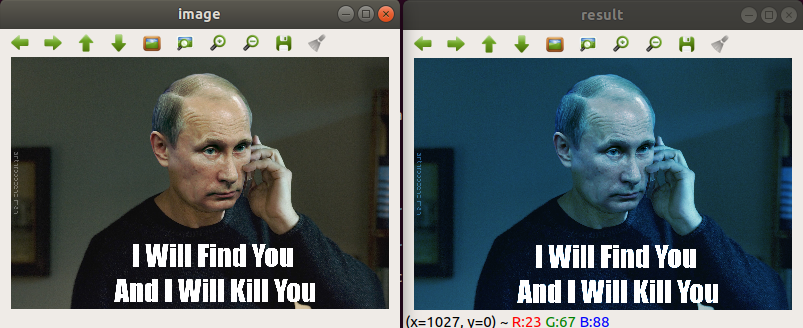 image
result
I Will Find You
And I Will Kill You
I Will Find You
And I Will Kill You
(x=1027, y=0) ~ R:23 G:67 B:88